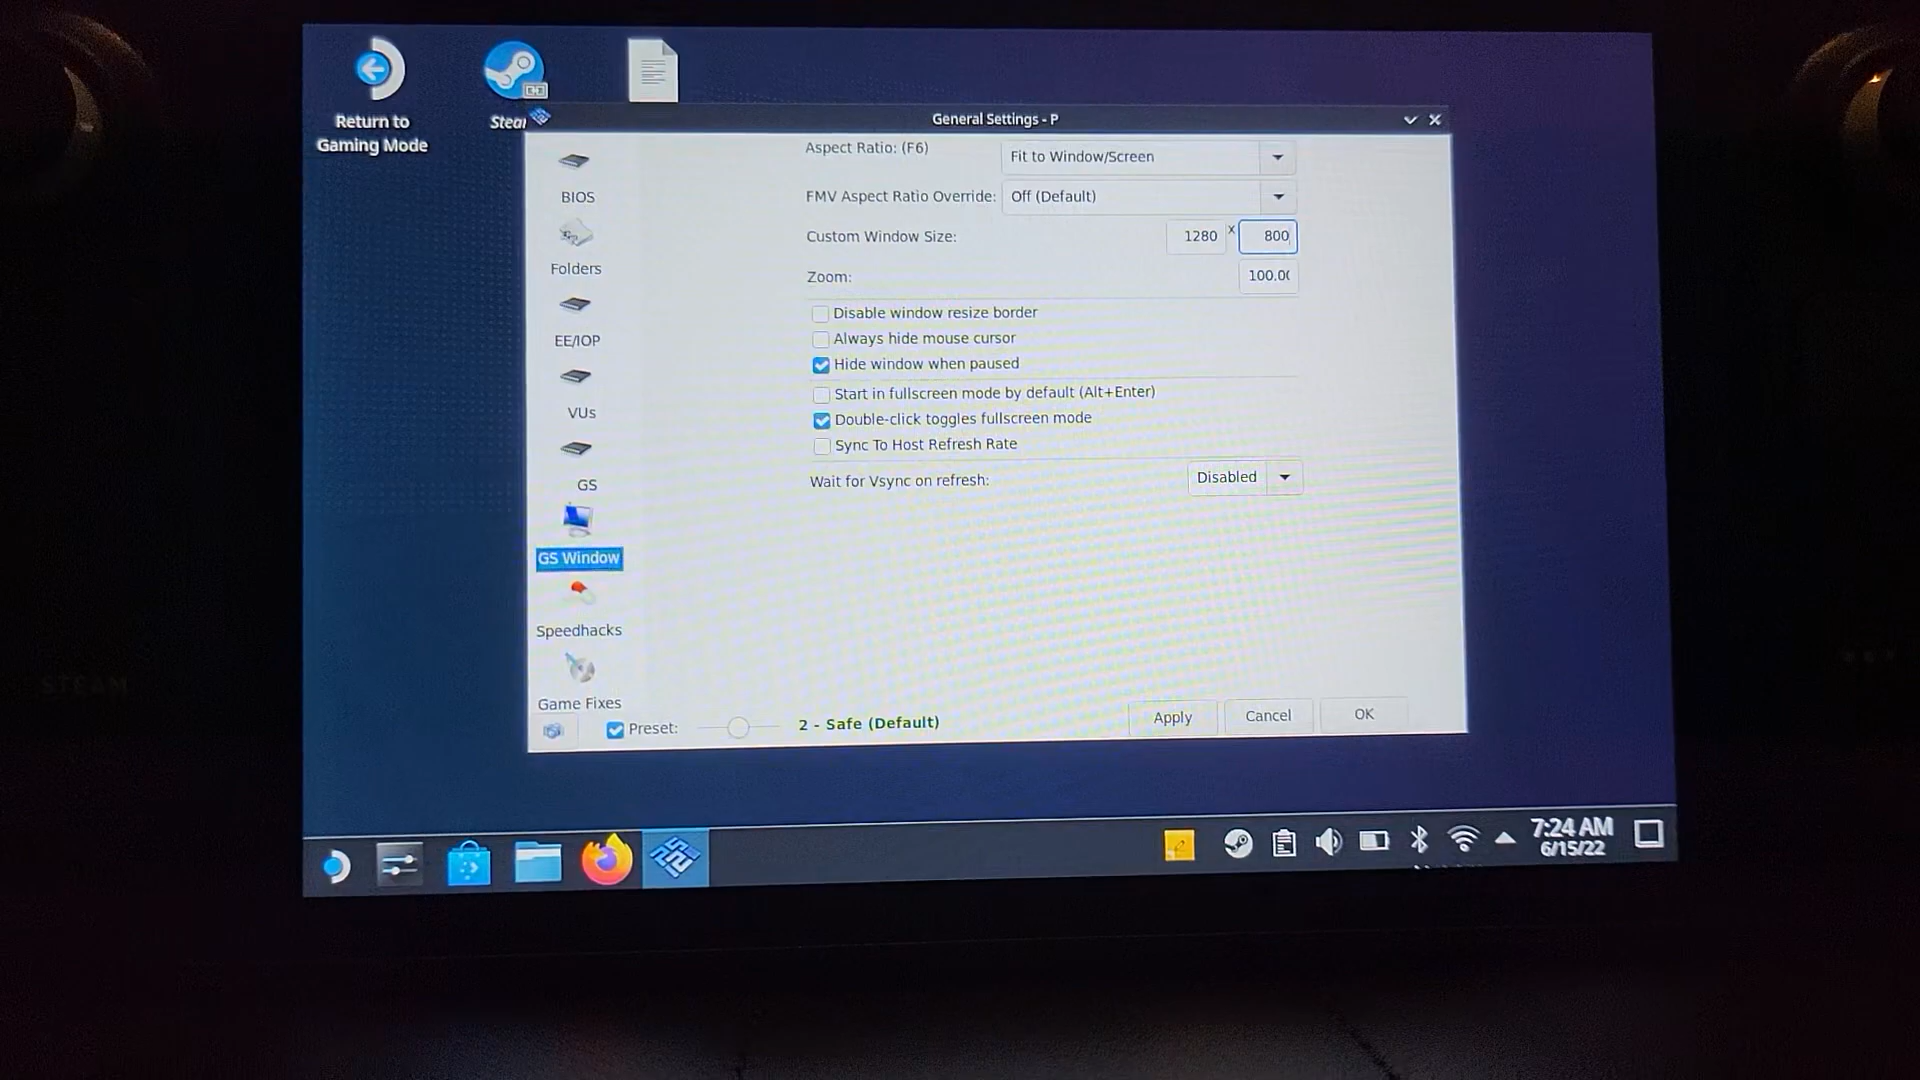 Return to
Gaming Mode
Steam
General Settings - P
BIOS
Folders
EE/IOP
VUs
GS
GS Window
Speedhacks
Game Fixes
Aspect Ratio: (F6)
Fit to Window/Screen
FMV Aspect Ratio Override:
Off (Default)
Custom Window Size:
1280 x 800
Zoom:
100.00
Disable window resize border
Always hide mouse cursor
Hide window when paused
Start in fullscreen mode by default (Alt+Enter)
Double-click toggles fullscreen mode
Sync To Host Refresh Rate
Wait for Vsync on refresh:
Disabled
Preset:
2 - Safe (Default)
Apply
Cancel
OK
7:24 AM
6/15/22
STEAM